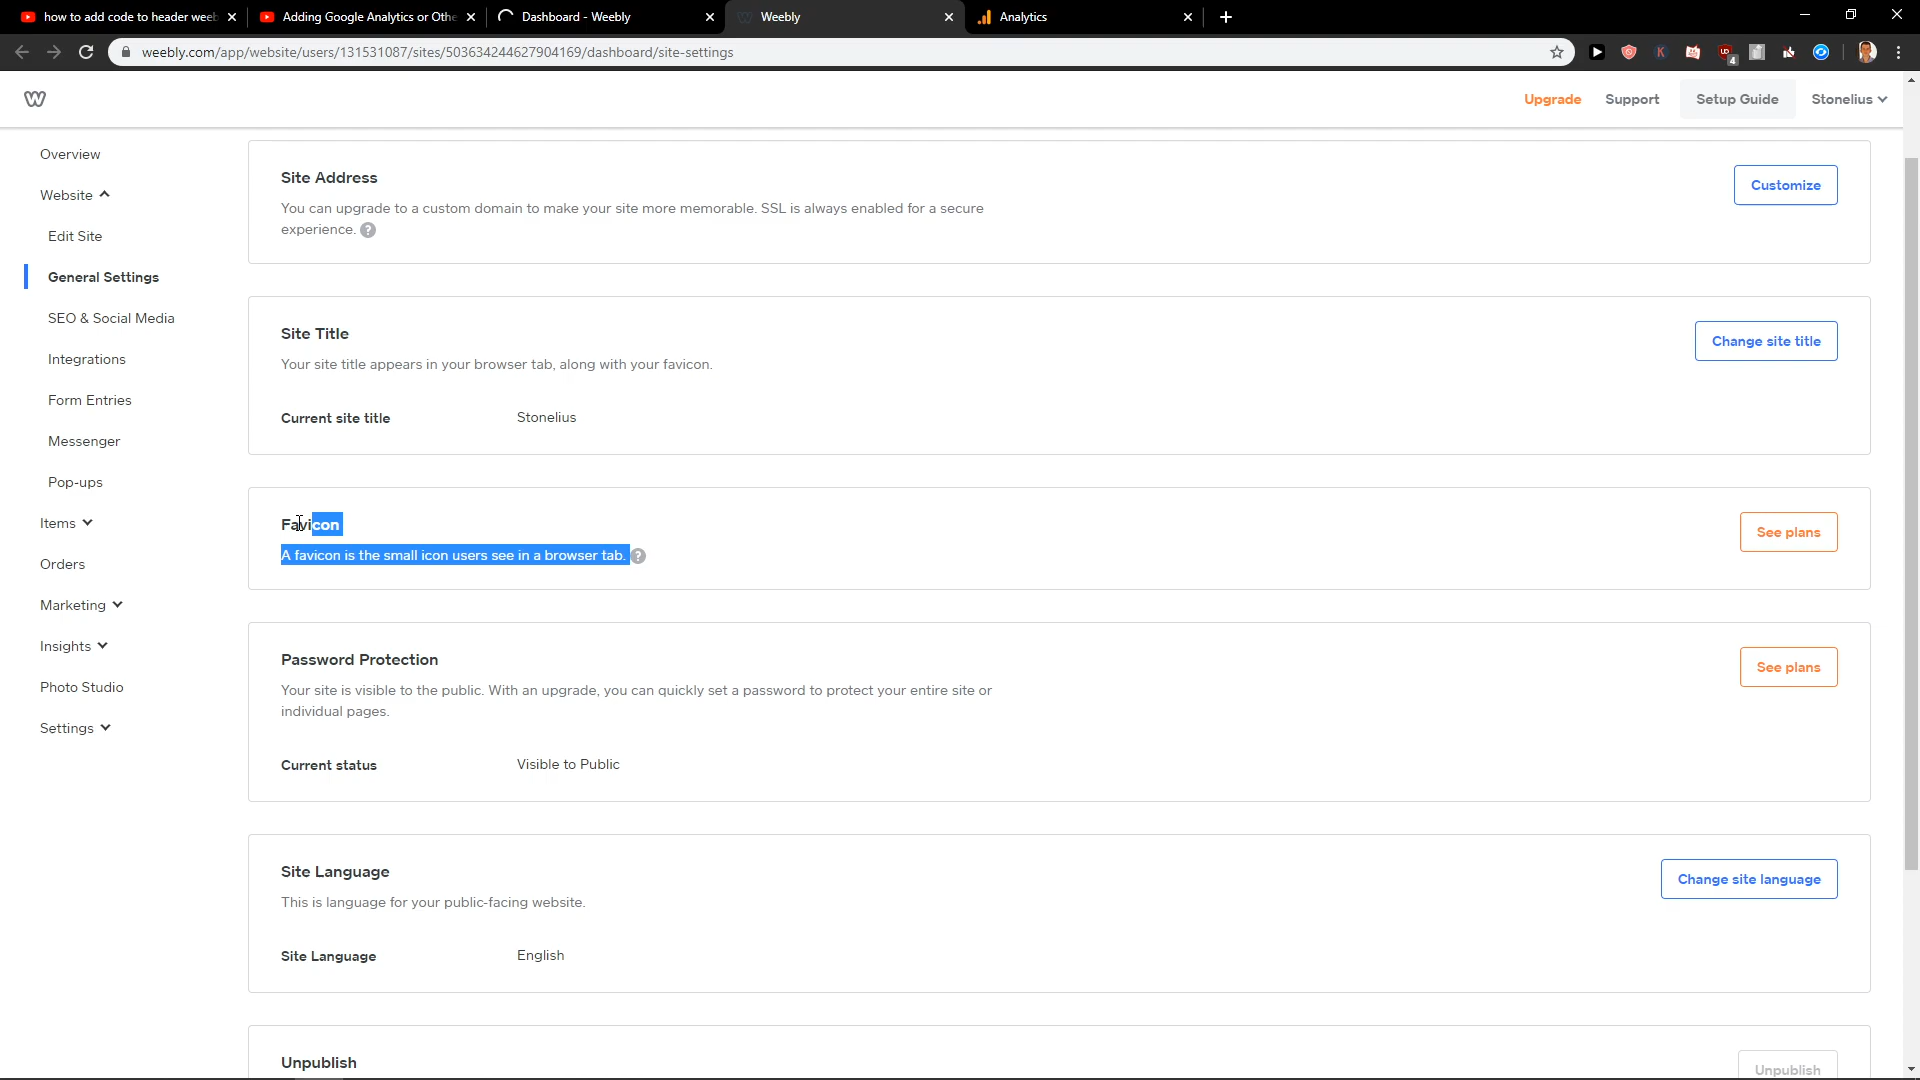 how to add code to header weeb
Adding Google Analytics or Othe
Dashboard - Weebly
Weebly
Analytics
weebly.com/app/website/users/131531087/sites/503634244627904169/dashboard/site-settings
4
Upgrade
Support
Setup Guide
Stonelius
Overview
Website
Edit Site
General Settings
SEO & Social Media
Integrations
Form Entries
Messenger
Pop-ups
Items
Orders
Marketing
Insights
Photo Studio
Settings
Site Address
You can upgrade to a custom domain to make your site more memorable. SSL is always enabled for a secure
experience. ?
Customize
Site Title
Your site title appears in your browser tab, along with your favicon.
Change site title
Current site title Stonelius
Favicon
A favicon is the small icon users see in a browser tab. ?
See plans
Password Protection
Your site is visible to the public. With an upgrade, you can quickly set a password to protect your entire site or
individual pages.
See plans
Current status Visible to Public
Site Language
This is language for your public-facing website.
Change site language
Site Language English
Unpublish
Unpublish